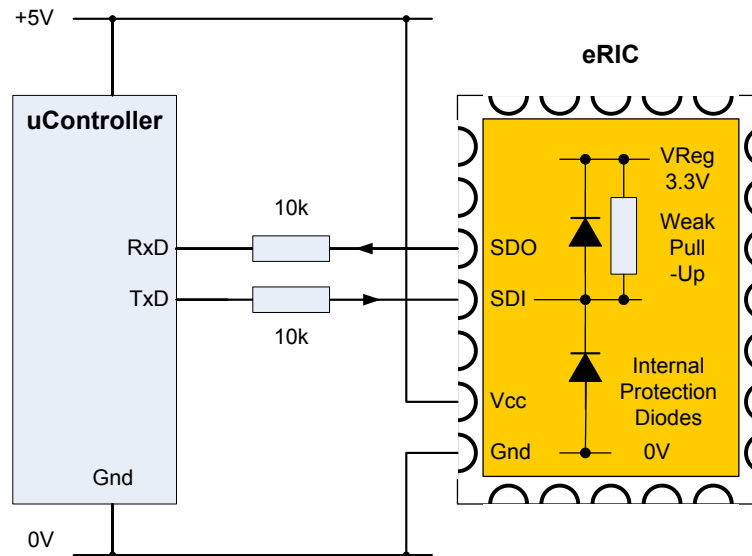 +5V
eRIC
uController
VReg
3.3V
10k
Weak
Pull
-Up
RxD
SDO
TxD
SDI
10k
Internal
Protection
Diodes
Vcc
Gnd
0V
Gnd
0V